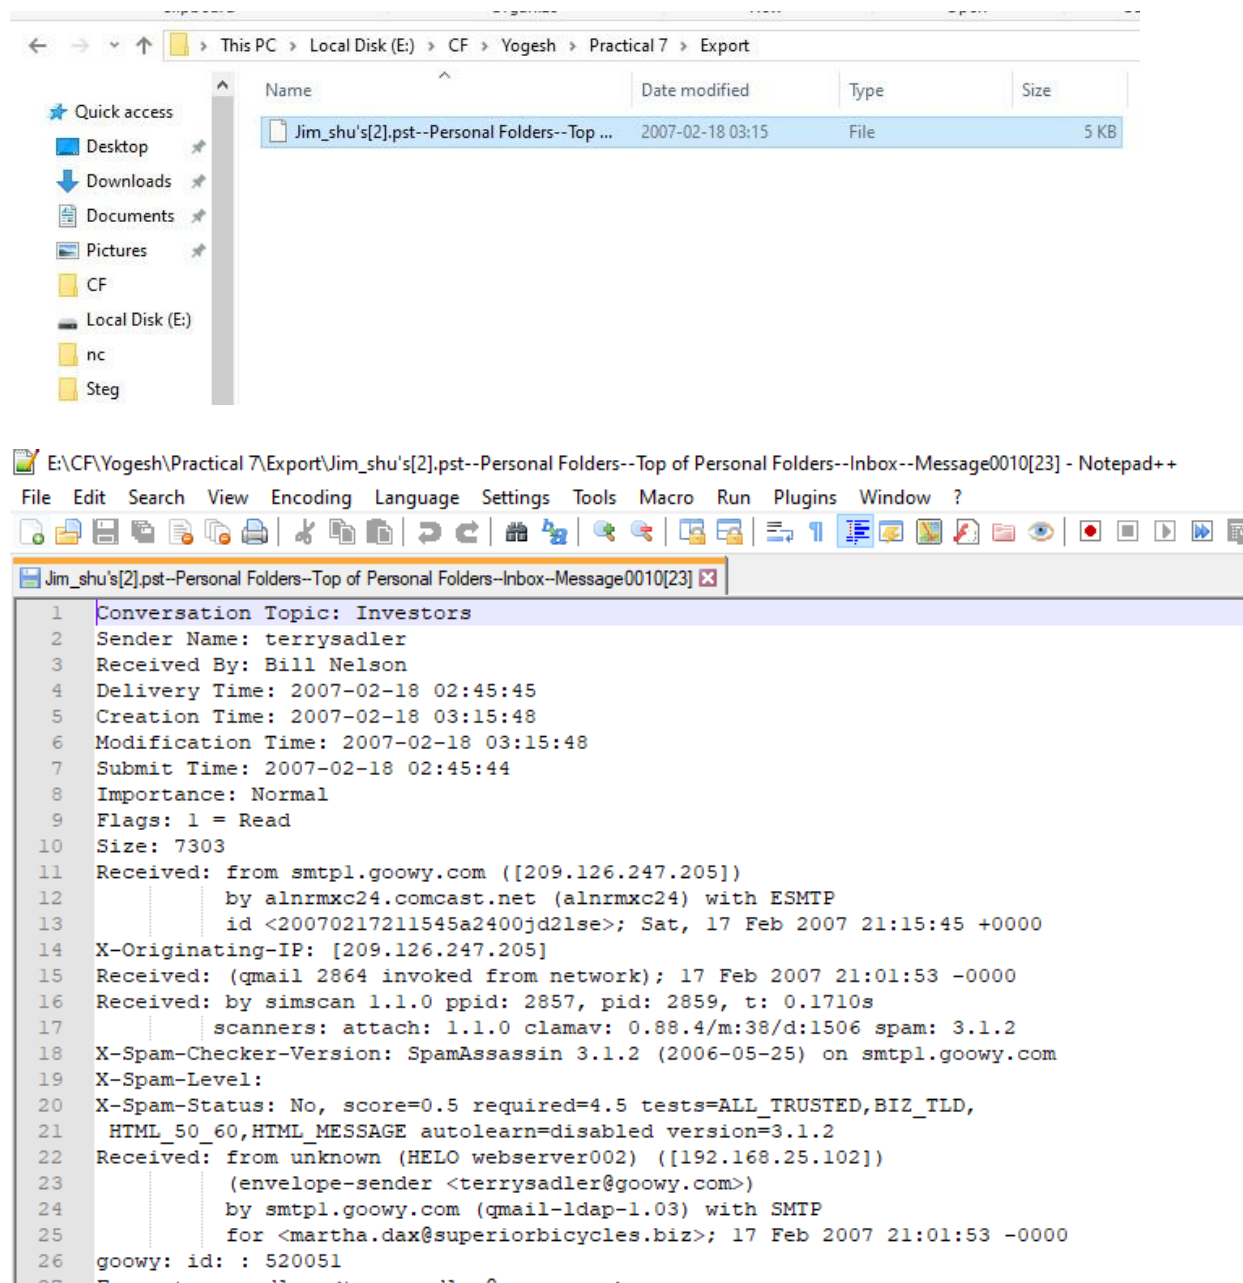 This PC > Local Disk (E:) > CF > Yogesh > Practical 7 > Export
Name Date modified Type Size
Quick access
Jim_shu's[2].pst--Personal Folders--Top ... 2007-02-18 03:15 File 5 KB
Desktop
Downloads
Documents
Pictures
CF
Local Disk (E:)
nc
Steg
E:\CF\Yogesh\Practical 7\Export\Jim_shu's[2].pst--Personal Folders--Top of Personal Folders--Inbox--Message0010[23] - Notepad++
File Edit Search View Encoding Language Settings Tools Macro Run Plugins Window ?
Jim_shu's[2].pst--Personal Folders--Top of Personal Folders--Inbox--Message0010[23]
1 Conversation Topic: Investors
2 Sender Name: terrysadler
3 Received By: Bill Nelson
4 Delivery Time: 2007-02-18 02:45:45
5 Creation Time: 2007-02-18 03:15:48
6 Modification Time: 2007-02-18 03:15:48
7 Submit Time: 2007-02-18 02:45:44
8 Importance: Normal
9 Flags: 1 = Read
10 Size: 7303
11 Received: from smtp1.goowy.com ([209.126.247.205])
12 by alnrmxc24.comcast.net (alnrmxc24) with ESMTP
13 id <20070217211545a2400jd2lse>; Sat, 17 Feb 2007 21:15:45 +0000
14 X-Originating-IP: [209.126.247.205]
15 Received: (qmail 2864 invoked from network); 17 Feb 2007 21:01:53 -0000
16 Received: by simscan 1.1.0 ppid: 2857, pid: 2859, t: 0.1710s
17 scanners: attach: 1.1.0 clamav: 0.88.4/m:38/d:1506 spam: 3.1.2
18 X-Spam-Checker-Version: SpamAssassin 3.1.2 (2006-05-25) on smtp1.goowy.com
19 X-Spam-Level:
20 X-Spam-Status: No, score=0.5 required=4.5 tests=ALL_TRUSTED,BIZ_TLD,
21 HTML_50_60,HTML_MESSAGE autolearn=disabled version=3.1.2
22 Received: from unknown (HELO webserver002) ([192.168.25.102])
23 (envelope-sender <terrysadler@goowy.com>)
24 by smtp1.goowy.com (qmail-ldap-1.03) with SMTP
25 for <martha.dax@superiorbicycles.biz>; 17 Feb 2007 21:01:53 -0000
26 goowy: id: : 520051